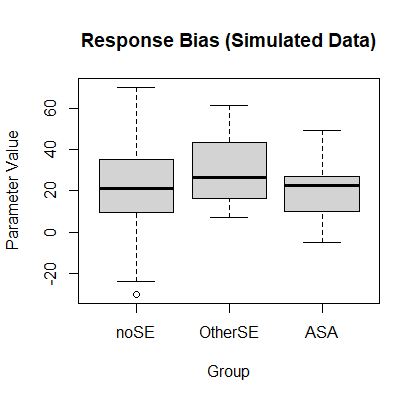 Response Bias (Simulated Data)
Parameter Value
60
40
20
0
-20
noSE OtherSE ASA
Group